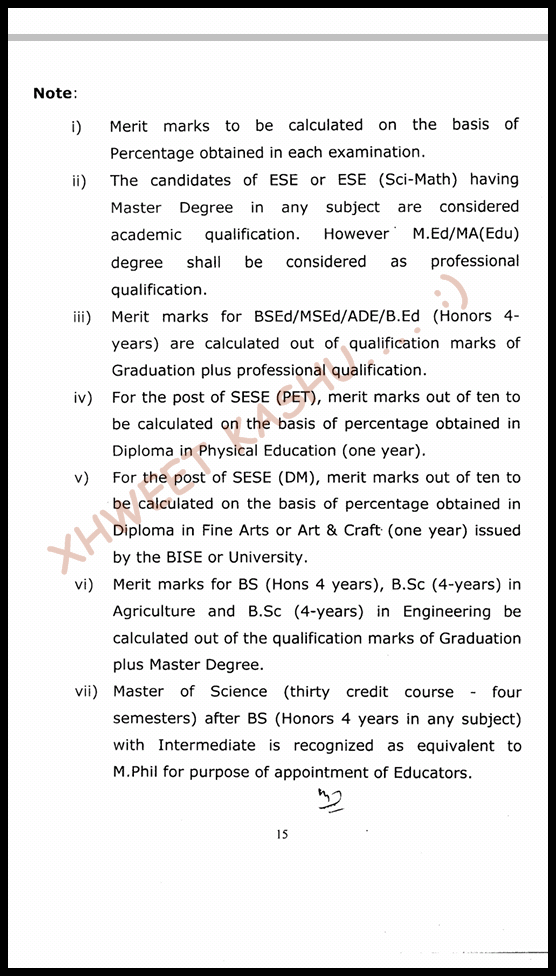 Note:
i) Merit marks to be calculated on the basis of
Percentage obtained in each examination.
ii) The candidates of ESE or ESE (Sci-Math) having
Master Degree in any subject are considered
academic qualification. However M.Ed/MA(Edu)
degree shall be considered as professional
qualification.
iii) Merit marks for BSEd/MSEd/ADE/B.Ed (Honors 4-
years) are calculated out of qualification marks of
Graduation plus professional qualification.
iv) For the post of SESE (PET), merit marks out of ten to
be calculated on the basis of percentage obtained in
Diploma in Physical Education (one year).
v) For the post of SESE (DM), merit marks out of ten to
be calculated on the basis of percentage obtained in
Diploma in Fine Arts or Art & Craft (one year) issued
by the BISE or University.
vi) Merit marks for BS (Hons 4 years), B.Sc (4-years) in
Agriculture and B.Sc (4-years) in Engineering be
calculated out of the qualification marks of Graduation
plus Master Degree.
vii) Master of Science (thirty credit course - four
semesters) after BS (Honors 4 years in any subject)
with Intermediate is recognized as equivalent to
M.Phil for purpose of appointment of Educators.
15
XHWEET KASHU.... :)